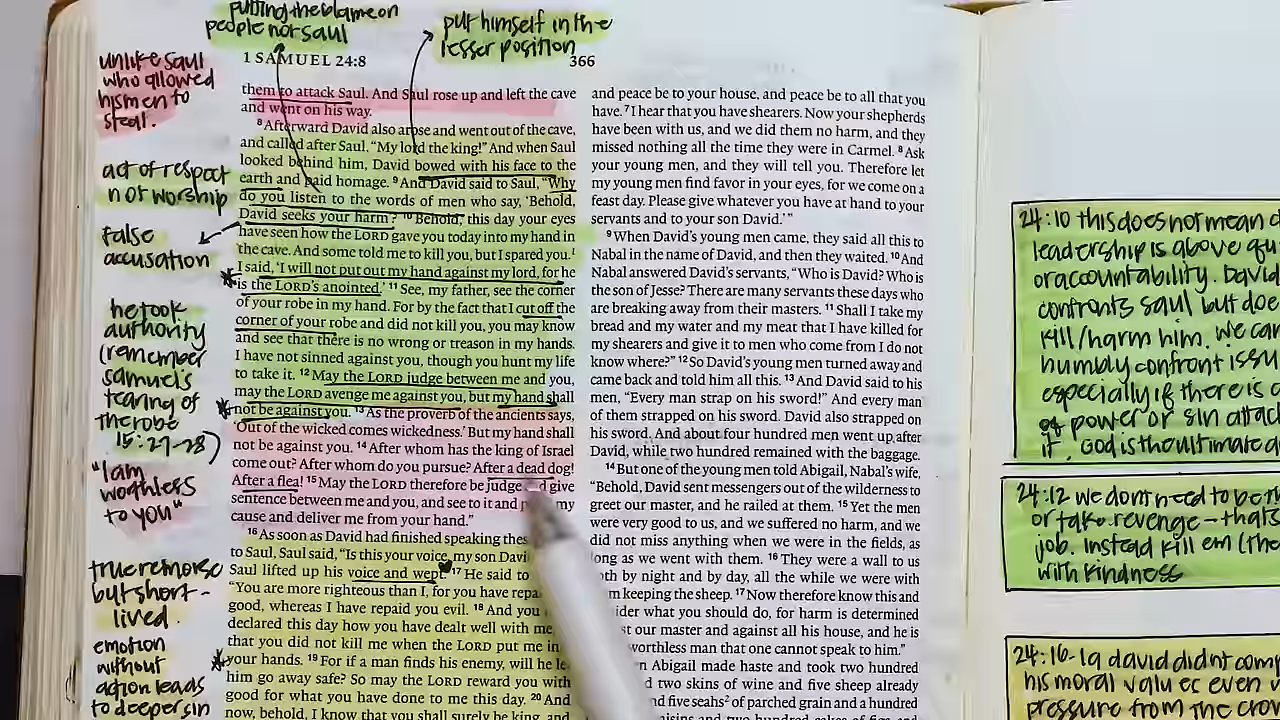 putting the blame on
people not saul
put himself in the
lesser position
1 SAMUEL 24:8
366
unlike Saul
who allowed
his men to
steal.
act of respect
not worship
false
accusation
he took
authority
(remember
samuel's
tearing of
the robe
15:27-28)
"I am
worthless
to you"
true remorse
but short-
lived.
emotion
without
action leads
to deeper sin
them to attack Saul. And Saul rose up and left the cave
and went on his way.
8 Afterward David also arose and went out of the cave,
and called after Saul, "My lord the king!" And when Saul
looked behind him, David bowed with his face to the
earth and paid homage. 9 And David said to Saul, "Why
do you listen to the words of men who say, 'Behold,
David seeks your harm'? 10 Behold, this day your eyes
have seen how the LORD gave you today into my hand in
the cave. And some told me to kill you, but I spared you.1
I said, 'I will not put out my hand against my lord, for he
is the LORD's anointed.' 11 See, my father, see the corner
of your robe in my hand. For by the fact that I cut off the
corner of your robe and did not kill you, you may know
and see that there is no wrong or treason in my hands.
I have not sinned against you, though you hunt my life
to take it. 12 May the LORD judge between me and you,
may the LORD avenge me against you, but my hand shall
not be against you. 13 As the proverb of the ancients says,
'Out of the wicked comes wickedness.' But my hand shall
not be against you. 14 After whom has the king of Israel
come out? After whom do you pursue? After a dead dog!
After a flea! 15 May the LORD therefore be judge and give
sentence between me and you, and see to it and my
cause and deliver me from your hand."
16 As soon as David had finished speaking these
to Saul, Saul said, "Is this your voice, my son Davi
Saul lifted up his voice and wept. 17 He said to
"You are more righteous than I, for you have repa
good, whereas I have repaid you evil. 18 And you
declared this day how you have dealt well with me
that you did not kill me when the LORD put me in
your hands. 19 For if a man finds his enemy, will he le
him go away safe? So may the LORD reward you with
good for what you have done to me this day. 20 And
now, behold, I know that you shall surely be king, and
and peace be to your house, and peace be to all that you
have. 7 I hear that you have shearers. Now your shepherds
have been with us, and we did them no harm, and they
missed nothing all the time they were in Carmel. 8 Ask
your young men, and they will tell you. Therefore let
my young men find favor in your eyes, for we come on a
feast day. Please give whatever you have at hand to your
servants and to your son David.'"
9 When David's young men came, they said all this to
Nabal in the name of David, and then they waited. 10 And
Nabal answered David's servants, "Who is David? Who is
the son of Jesse? There are many servants these days who
are breaking away from their masters. 11 Shall I take my
bread and my water and my meat that I have killed for
my shearers and give it to men who come from I do not
know where?" 12 So David's young men turned away and
came back and told him all this. 13 And David said to his
men, "Every man strap on his sword!" And every man
of them strapped on his sword. David also strapped on
his sword. And about four hundred men went up after
David, while two hundred remained with the baggage.
14 But one of the young men told Abigail, Nabal's wife,
"Behold, David sent messengers out of the wilderness to
greet our master, and he railed at them. 15 Yet the men
were very good to us, and we suffered no harm, and we
did not miss anything when we were in the fields, as
long as we went with them. 16 They were a wall to us
oth by night and by day, all the while we were with
m keeping the sheep. 17 Now therefore know this and
ider what you should do, for harm is determined
st our master and against all his house, and he is
worthless man that one cannot speak to him."
n Abigail made haste and took two hundred
d two skins of wine and five sheep already
nd five seahs2 of parched grain and a hundred
24:10 this does not mean
leadership is above qu
or accountability. David
confronts saul but doe
kill/harm him. we can
humbly confront issu
especially if there is
of power or sin attac
it. God is the ultimate
24:12 we dont need to be
or take revenge - thats
job. instead kill em (the
with kindness
24:16-19 david didnt comp
his moral values even
pressure from the crow